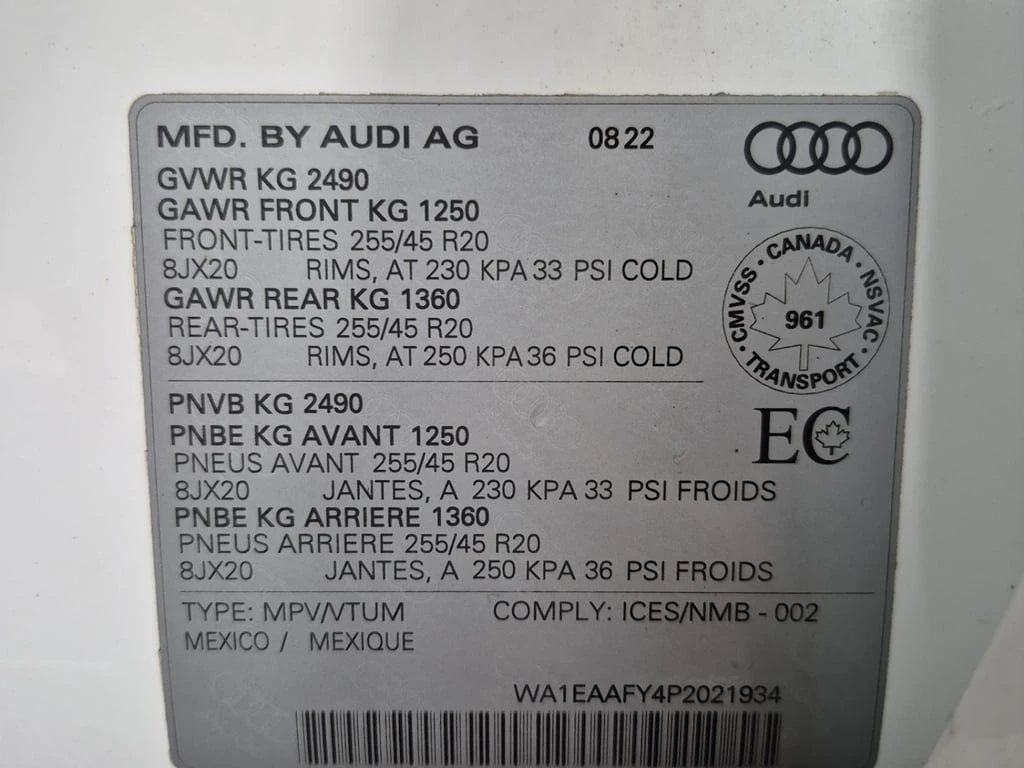 MFD. BY AUDI AG 0822
Audi
GVWR KG 2490
GAWR FRONT KG 1250
FRONT-TIRES 255/45 R20
8JX20 RIMS, AT 230 KPA 33 PSI COLD
GAWR REAR KG 1360
REAR-TIRES 255/45 R20
8JX20 RIMS, AT 250 KPA 36 PSI COLD
CMVSS · CANADA · NSVAC · TRANSPORT ·
961
PNVB KG 2490
PNBE KG AVANT 1250
PNEUS AVANT 255/45 R20
8JX20 JANTES, A 230 KPA 33 PSI FROIDS
PNBE KG ARRIERE 1360
PNEUS ARRIERE 255/45 R20
8JX20 JANTES, A 250 KPA 36 PSI FROIDS
EC
TYPE: MPV/VTUM COMPLY: ICES/NMB - 002
MEXICO / MEXIQUE
WA1EAAFY4P2021934